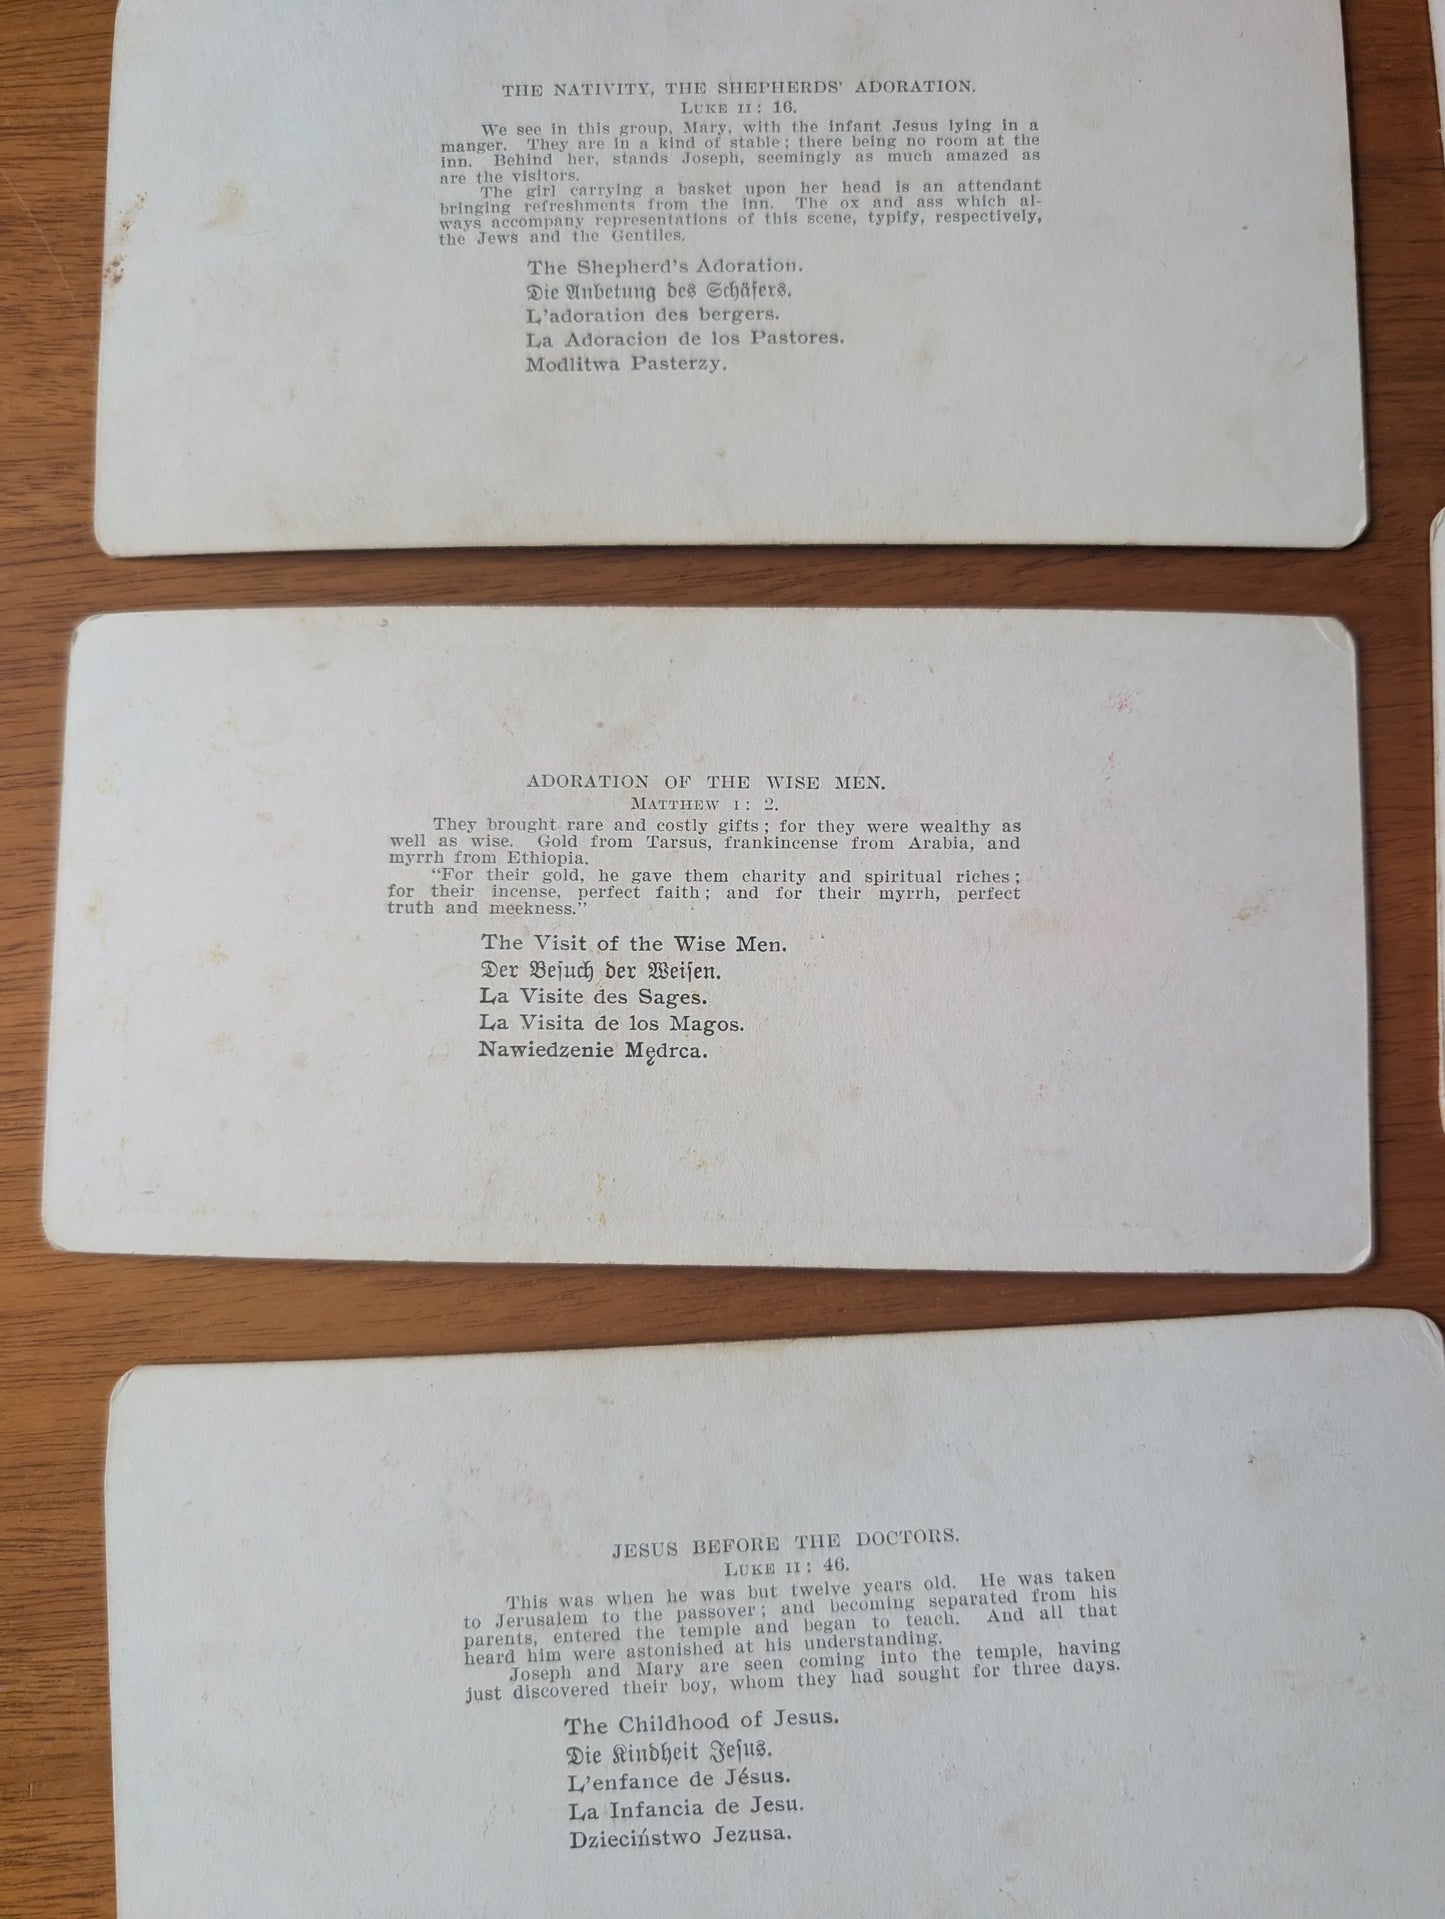 THE NATIVITY, THE SHEPHERDS' ADORATION.
LUKE II: 16.
We see in this group, Mary, with the infant Jesus lying in a
manger. They are in a kind of stable; there being no room at the
inn. Behind her, stands Joseph, seemingly as much amazed as
are the visitors.
The girl carrying a basket upon her head is an attendant
bringing refreshments from the inn. The ox and ass which al-
ways accompany representations of this scene, typify, respectively,
the Jews and the Gentiles.
The Shepherd's Adoration.
Die Anbetung des Schäfers.
L'adoration des bergers.
La Adoracion de los Pastores.
Modlitwa Pasterzy.
ADORATION OF THE WISE MEN.
MATTHEW I: 2.
They brought rare and costly gifts; for they were wealthy as
well as wise. Gold from Tarsus, frankincense from Arabia, and
myrrh from Ethiopia.
"For their gold, he gave them charity and spiritual riches;
for their incense, perfect faith; and for their myrrh, perfect
truth and meekness."
The Visit of the Wise Men.
Der Besuch der Weisen.
La Visite des Sages.
La Visita de los Magos.
Nawiedzenie Mędrca.
JESUS BEFORE THE DOCTORS.
LUKE II: 46.
This was when he was but twelve years old. He was taken
to Jerusalem to the passover; and becoming separated from his
parents, entered the temple and began to teach. And all that
heard him were astonished at his understanding.
Joseph and Mary are seen coming into the temple, having
just discovered their boy, whom they had sought for three days.
The Childhood of Jesus.
Die Kindheit Jesus.
L'enfance de Jésus.
La Infancia de Jesu.
Dzieciństwo Jezusa.